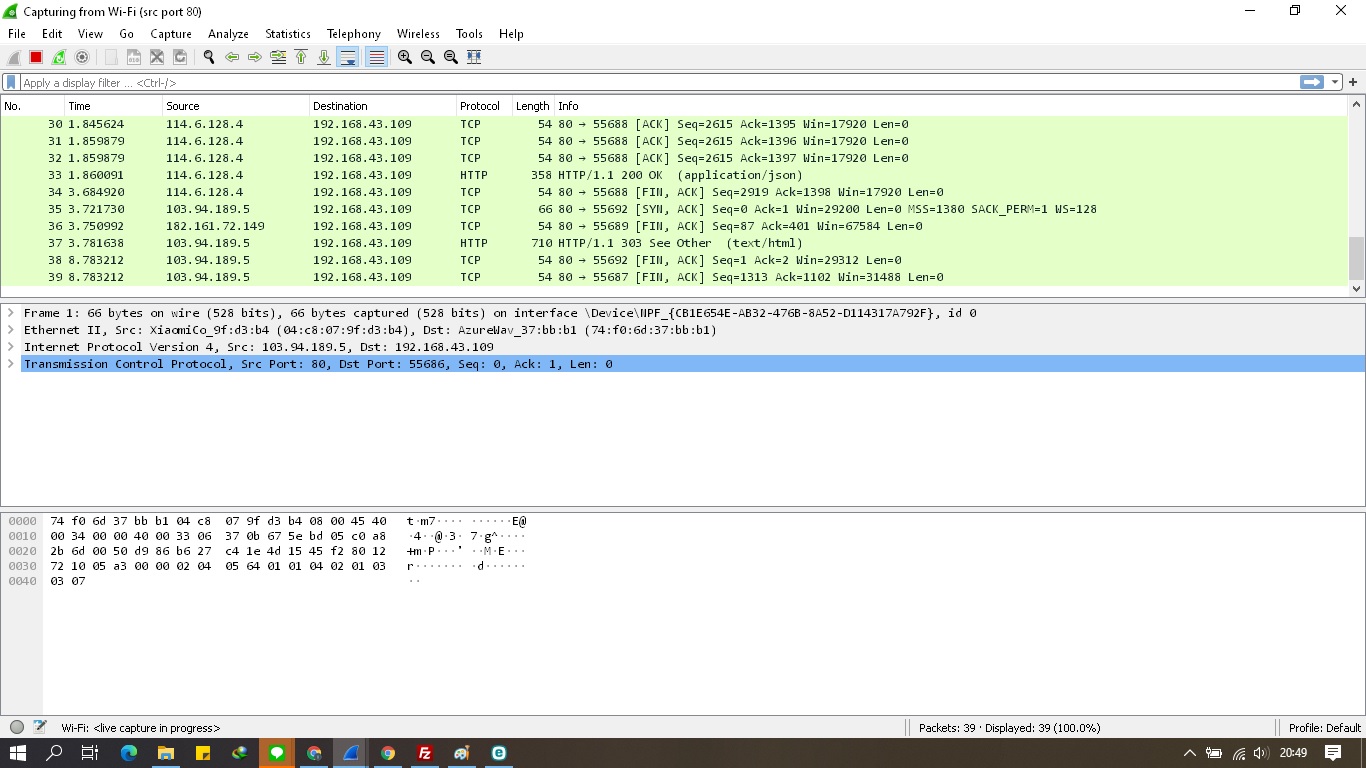 Capturing from Wi-Fi (src port 80)
File Edit View Go Capture Analyze Statistics Telephony Wireless Tools Help
Apply a display filter ... <Ctrl-/>
No. Time Source Destination Protocol Length Info
30 1.845624 114.6.128.4 192.168.43.109 TCP 54 80 → 55688 [ACK] Seq=2615 Ack=1395 Win=17920 Len=0
31 1.859879 114.6.128.4 192.168.43.109 TCP 54 80 → 55688 [ACK] Seq=2615 Ack=1396 Win=17920 Len=0
32 1.859879 114.6.128.4 192.168.43.109 TCP 54 80 → 55688 [ACK] Seq=2615 Ack=1397 Win=17920 Len=0
33 1.860091 114.6.128.4 192.168.43.109 HTTP 358 HTTP/1.1 200 OK  (application/json)
34 3.684920 114.6.128.4 192.168.43.109 TCP 54 80 → 55688 [FIN, ACK] Seq=2919 Ack=1398 Win=17920 Len=0
35 3.721730 103.94.189.5 192.168.43.109 TCP 66 80 → 55692 [SYN, ACK] Seq=0 Ack=1 Win=29200 Len=0 MSS=1380 SACK_PERM=1 WS=128
36 3.750992 182.161.72.149 192.168.43.109 TCP 54 80 → 55689 [FIN, ACK] Seq=87 Ack=401 Win=67584 Len=0
37 3.781638 103.94.189.5 192.168.43.109 HTTP 710 HTTP/1.1 303 See Other  (text/html)
38 8.783212 103.94.189.5 192.168.43.109 TCP 54 80 → 55692 [FIN, ACK] Seq=1 Ack=2 Win=29312 Len=0
39 8.783212 103.94.189.5 192.168.43.109 TCP 54 80 → 55687 [FIN, ACK] Seq=1313 Ack=1102 Win=31488 Len=0
Frame 1: 66 bytes on wire (528 bits), 66 bytes captured (528 bits) on interface \Device\NPF_{CB1E654E-AB32-476B-8A52-D114317A792F}, id 0
Ethernet II, Src: XiaomiCo_9f:d3:b4 (04:c8:07:9f:d3:b4), Dst: AzureWav_37:bb:b1 (74:f0:6d:37:bb:b1)
Internet Protocol Version 4, Src: 103.94.189.5, Dst: 192.168.43.109
Transmission Control Protocol, Src Port: 80, Dst Port: 55686, Seq: 0, Ack: 1, Len: 0
0000 74 f0 6d 37 bb b1 04 c8 07 9f d3 b4 08 00 45 40 t·m7···· ······E@
0010 00 34 00 00 40 00 33 06 37 0b 67 5e bd 05 c0 a8 ·4··@·3· 7·g^····
0020 2b 6d 00 50 d9 86 b6 27 c4 1e 4d 15 45 f2 80 12 +m·P···' ··M·E···
0030 72 10 05 a3 00 00 02 04 05 64 01 01 04 02 01 03 r······· ·d······
0040 03 07 ··
Wi-Fi: <live capture in progress> Packets: 39 · Displayed: 39 (100.0%) Profile: Default
20:49